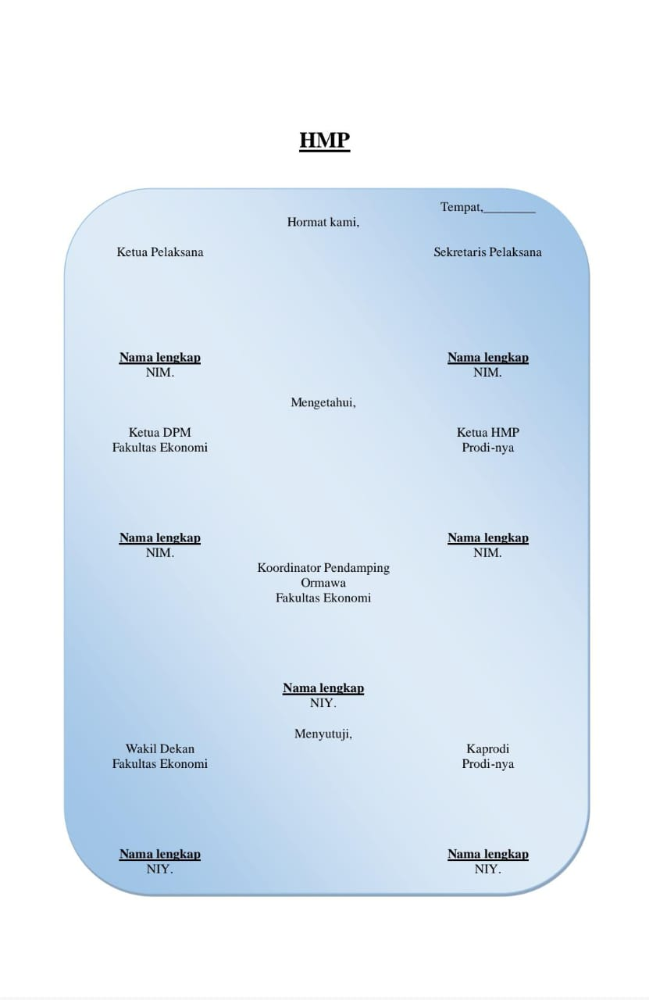 HMP
Tempat,________
Hormat kami,
Ketua Pelaksana
Sekretaris Pelaksana
Nama lengkap
NIM.
Nama lengkap
NIM.
Mengetahui,
Ketua DPM
Fakultas Ekonomi
Ketua HMP
Prodi-nya
Nama lengkap
NIM.
Nama lengkap
NIM.
Koordinator Pendamping
Ormawa
Fakultas Ekonomi
Nama lengkap
NIY.
Menyutuji,
Wakil Dekan
Fakultas Ekonomi
Kaprodi
Prodi-nya
Nama lengkap
NIY.
Nama lengkap
NIY.